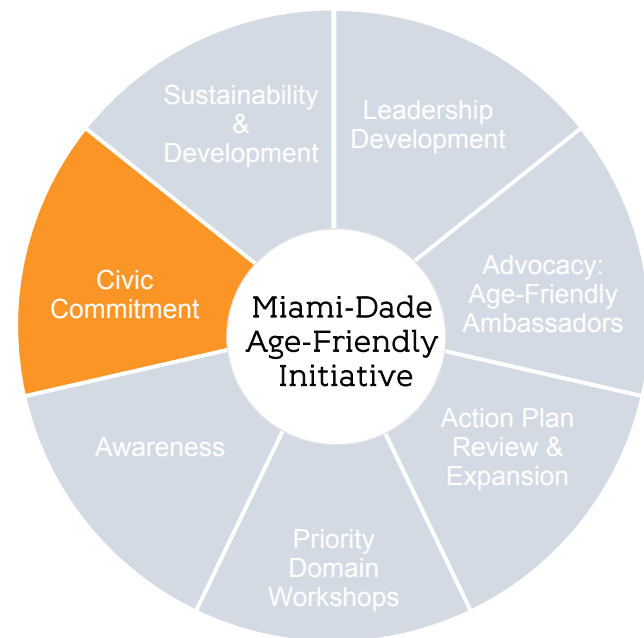 Sustainability
&
Development
Leadership
Development
Civic
Commitment
Advocacy:
Age-Friendly
Ambassadors
Miami-Dade
Age-Friendly
Initiative
Awareness
Action Plan
Review &
Expansion
Priority
Domain
Workshops